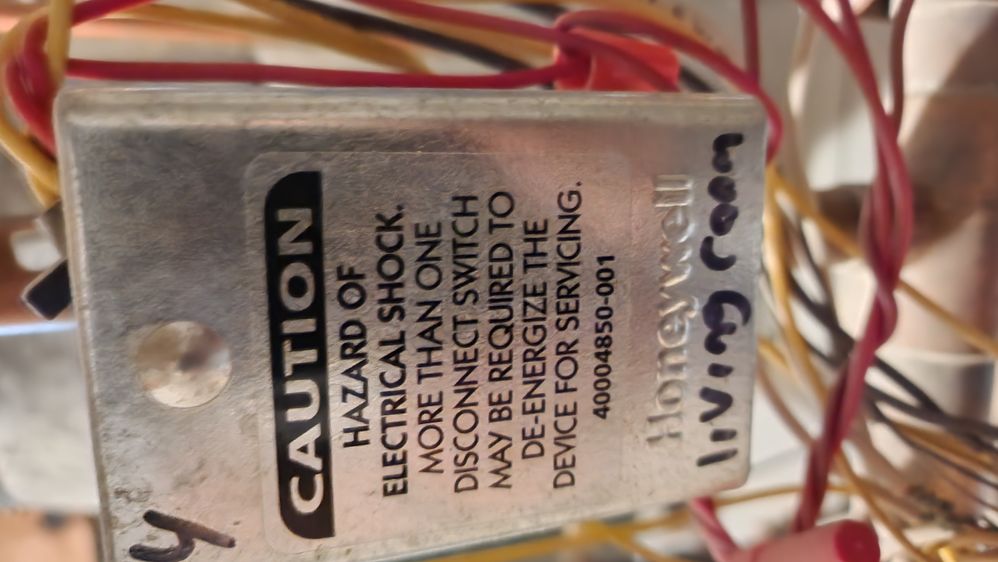 4
CAUTION
HAZARD OF
ELECTRICAL SHOCK.
MORE THAN ONE
DISCONNECT SWITCH
MAY BE REQUIRED TO
DE-ENERGIZE THE
DEVICE FOR SERVICING.
40004850-001
Honeywell
living room